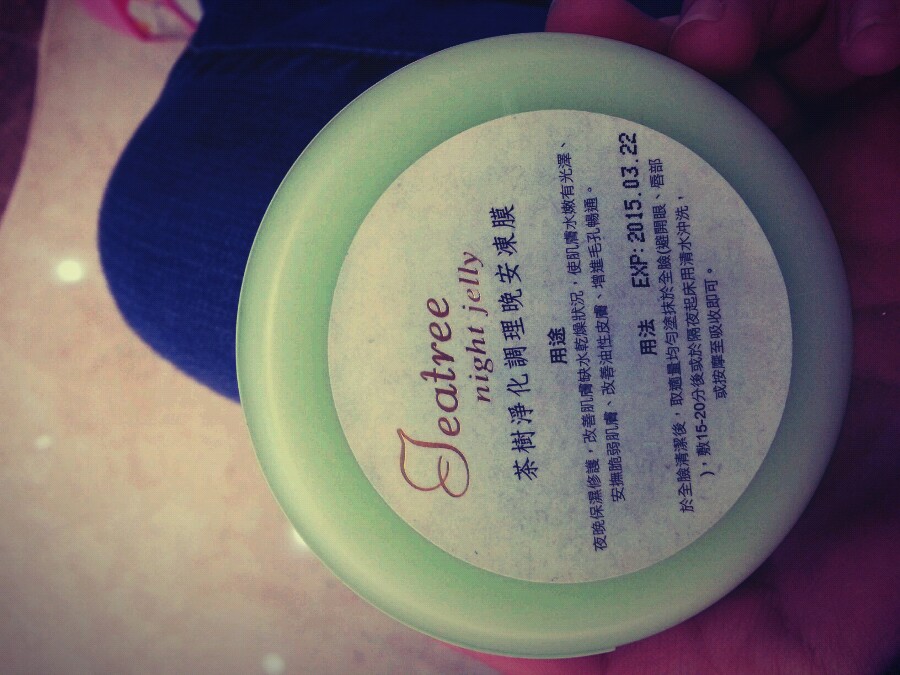 Teatree
night jelly
茶樹淨化調理晚安凍膜
用途
夜晚保濕修護，改善肌膚缺水乾燥狀況，使肌膚水嫩有光澤、
安撫脆弱肌膚、改善油性皮膚、增進毛孔暢通。
用法 EXP: 2015.03.22
於全臉清潔後，取適量均勻塗抹於全臉(避開眼、唇部
)，敷15-20分後或於隔夜起床用清水沖洗，
或按摩至吸收即可。